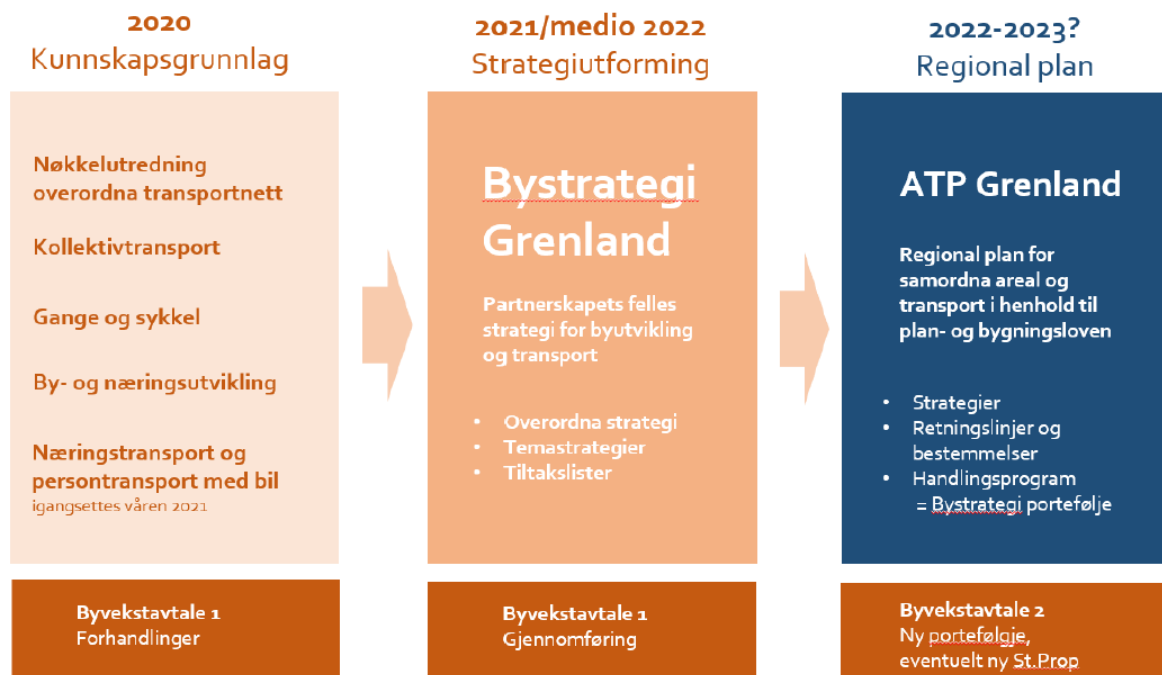 2020
Kunnskapsgrunnlag
Nøkkelutredning
overordna transportnett
Kollektivtransport
Gange og sykkel
By- og næringsutvikling
Næringstransport og
persontransport med bil
igangsettes våren 2021
Byvekstavtale 1
Forhandlinger
2021/medio 2022
Strategiutforming
Bystrategi
Grenland
Partnerskapets felles
strategi for byutvikling
og transport
• Overordna strategi
• Temastrategier
• Tiltakslister
Byvekstavtale 1
Gjennomføring
2022-2023?
Regional plan
ATP Grenland
Regional plan for
samordna areal og
transport i henhold til
plan- og bygningsloven
• Strategier
• Retningslinjer og
bestemmelser
• Handlingsprogram
= Bystrategi portefølje
Byvekstavtale 2
Ny portefølgje,
eventuelt ny St.Prop